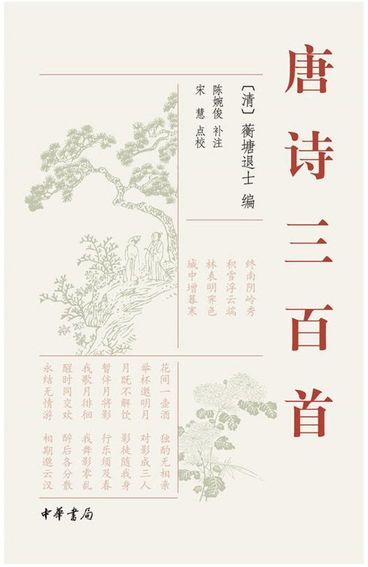 唐诗三百首
〔清〕蘅塘退士 编
陈婉俊 补注
宋慧 点校
终南阴岭秀
积雪浮云端
林表明霁色
城中增暮寒
花间一壶酒 独酌无相亲
举杯邀明月 对影成三人
月既不解饮 影徒随我身
暂伴月将影 行乐须及春
我歌月徘徊 我舞影零乱
醒时同交欢 醉后各分散
永结无情游 相期邈云汉
中華書局